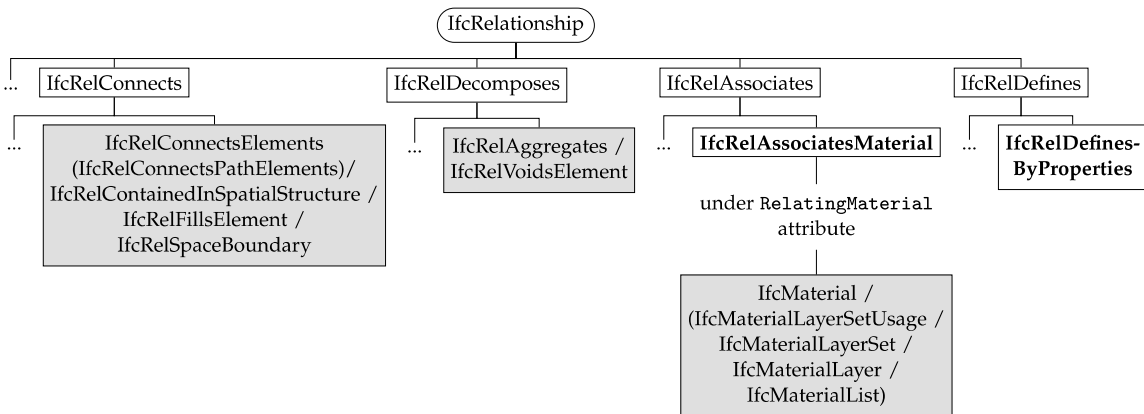 IfcRelationship
...
IfcRelConnects
IfcRelDecomposes
IfcRelAssociates
IfcRelDefines
...
IfcRelConnectsElements
(IfcRelConnectsPathElements)/
IfcRelContainedInSpatialStructure /
IfcRelFillsElement /
IfcRelSpaceBoundary
...
IfcRelAggregates /
IfcRelVoidsElement
...
IfcRelAssociatesMaterial
under RelatingMaterial
attribute
IfcMaterial /
(IfcMaterialLayerSetUsage /
IfcMaterialLayerSet /
IfcMaterialLayer /
IfcMaterialList)
...
IfcRelDefines-
ByProperties